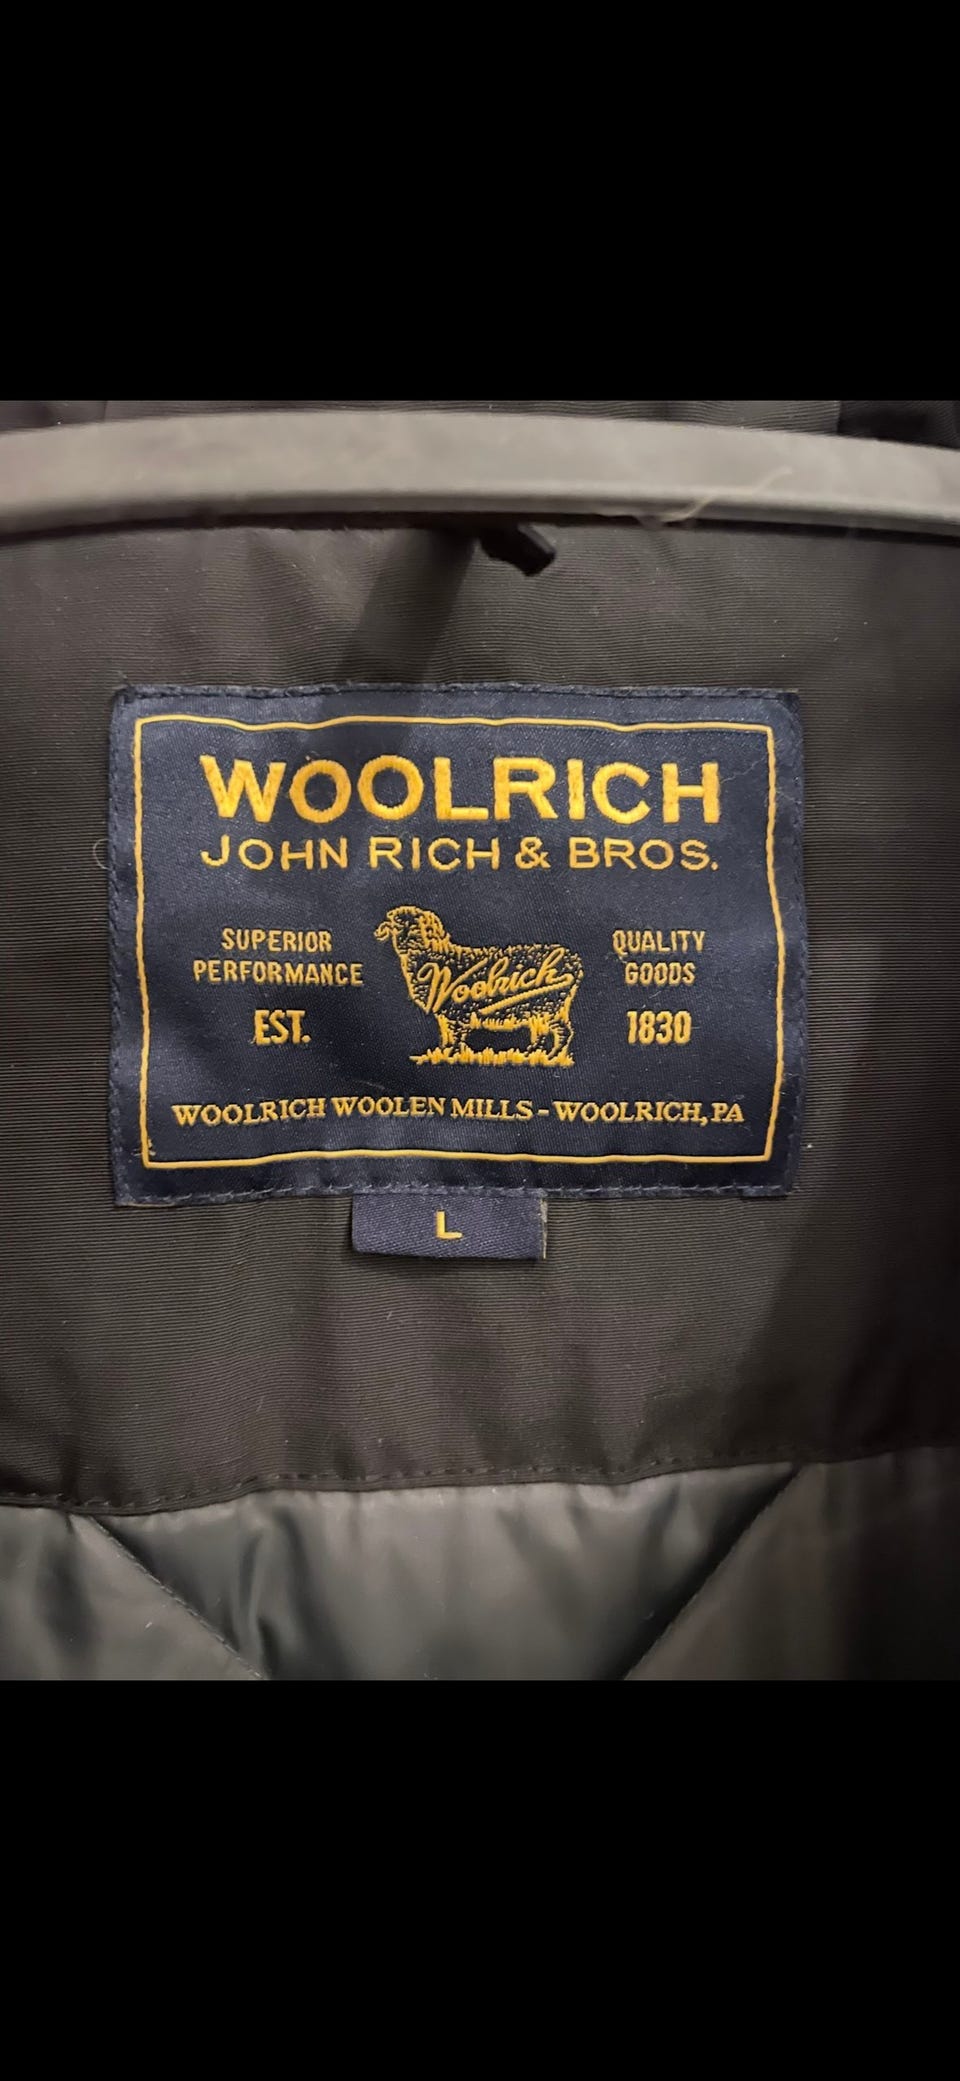 WOOLRICH
JOHN RICH & BROS.
SUPERIOR
PERFORMANCE
EST.
Woolrich
QUALITY
GOODS
1830
WOOLRICH WOOLEN MILLS - WOOLRICH, PA
L